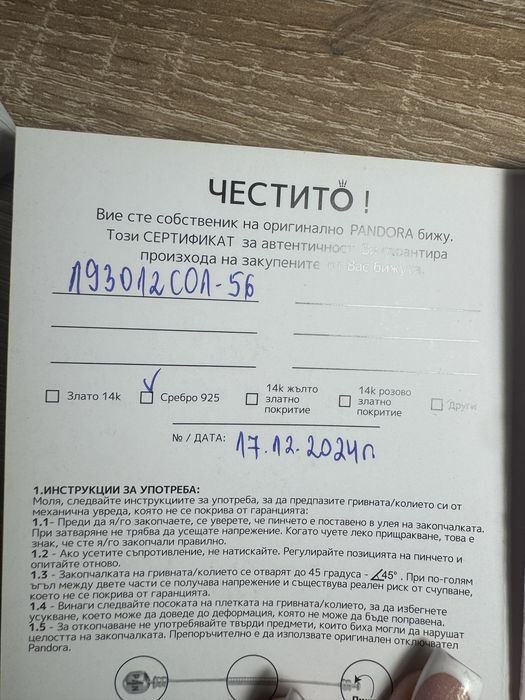 ЧЕСТИТО !
Вие сте собственик на оригинално PANDORA бижу.
Този СЕРТИФИКАТ за автентичност Ви гарантира
произхода на закупените от Вас бижута.
193012C01-56
Злато 14k
Сребро 925
14k жълто
златно
покритие
14k розово
златно
покритие
Други
№ / ДАТА: 17.12.2024г
1.ИНСТРУКЦИИ ЗА УПОТРЕБА:
Моля, следвайте инструкциите за употреба, за да предпазите гривната/колието си от
механична увреда, която не се покрива от гаранцията:
1.1- Преди да я/го закопчаете, се уверете, че пинчето е поставено в улея на закопчалката.
При затваряне не трябва да усещате напрежение. Когато чуете леко прищракване, това е
знак, че сте я/го закопчали правилно.
1.2 - Ако усетите съпротивление, не натискайте. Регулирайте позицията на пинчето и
опитайте отново.
1.3 - Закопчалката на гривната/колието се отварят до 45 градуса - ∠45° . При по-голям
ъгъл между двете части се получава напрежение и съществува реален риск от счупване,
което не се покрива от гаранцията.
1.4 - Винаги следвайте посоката на плетката на гривната/колието, за да избегнете
усукване, което може да доведе до деформация, която не може да бъде поправена.
1.5 - За откопчаване не употребявайте твърди предмети, които биха могли да нарушат
целостта на закопчалката. Препоръчително е да използвате оригинален отключвател
Pandora.